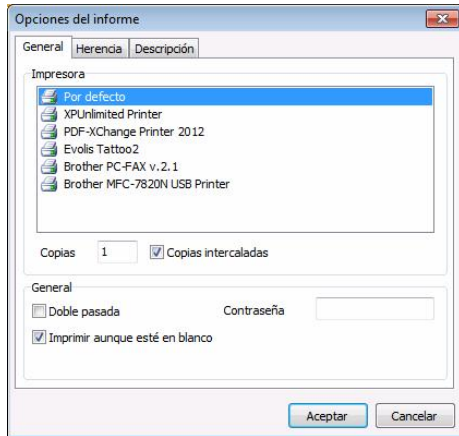 Opciones del informe
General Herencia Descripción
Impresora
Por defecto
XPUnlimited Printer
PDF-XChange Printer 2012
Evolis Tattoo2
Brother PC-FAX v.2.1
Brother MFC-7820N USB Printer
Copias 1 Copias intercaladas
General
Doble pasada Contraseña
Imprimir aunque esté en blanco
Aceptar Cancelar